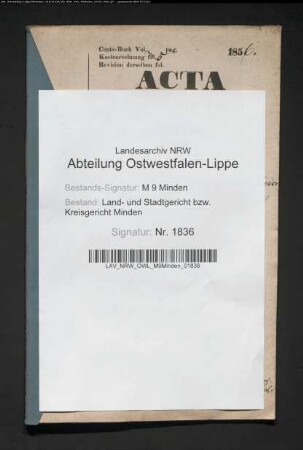 Conto-Buch Vol.
Kostenrechnung fol.
Revision derselben fol.
185
ACTA
Landesarchiv NRW
Abteilung Ostwestfalen-Lippe
Bestands-Signatur: M 9 Minden
Bestand: Land- und Stadtgericht bzw.
Kreisgericht Minden
Signatur: Nr. 1836
LAV_NRW_OWL_M9Minden_01836